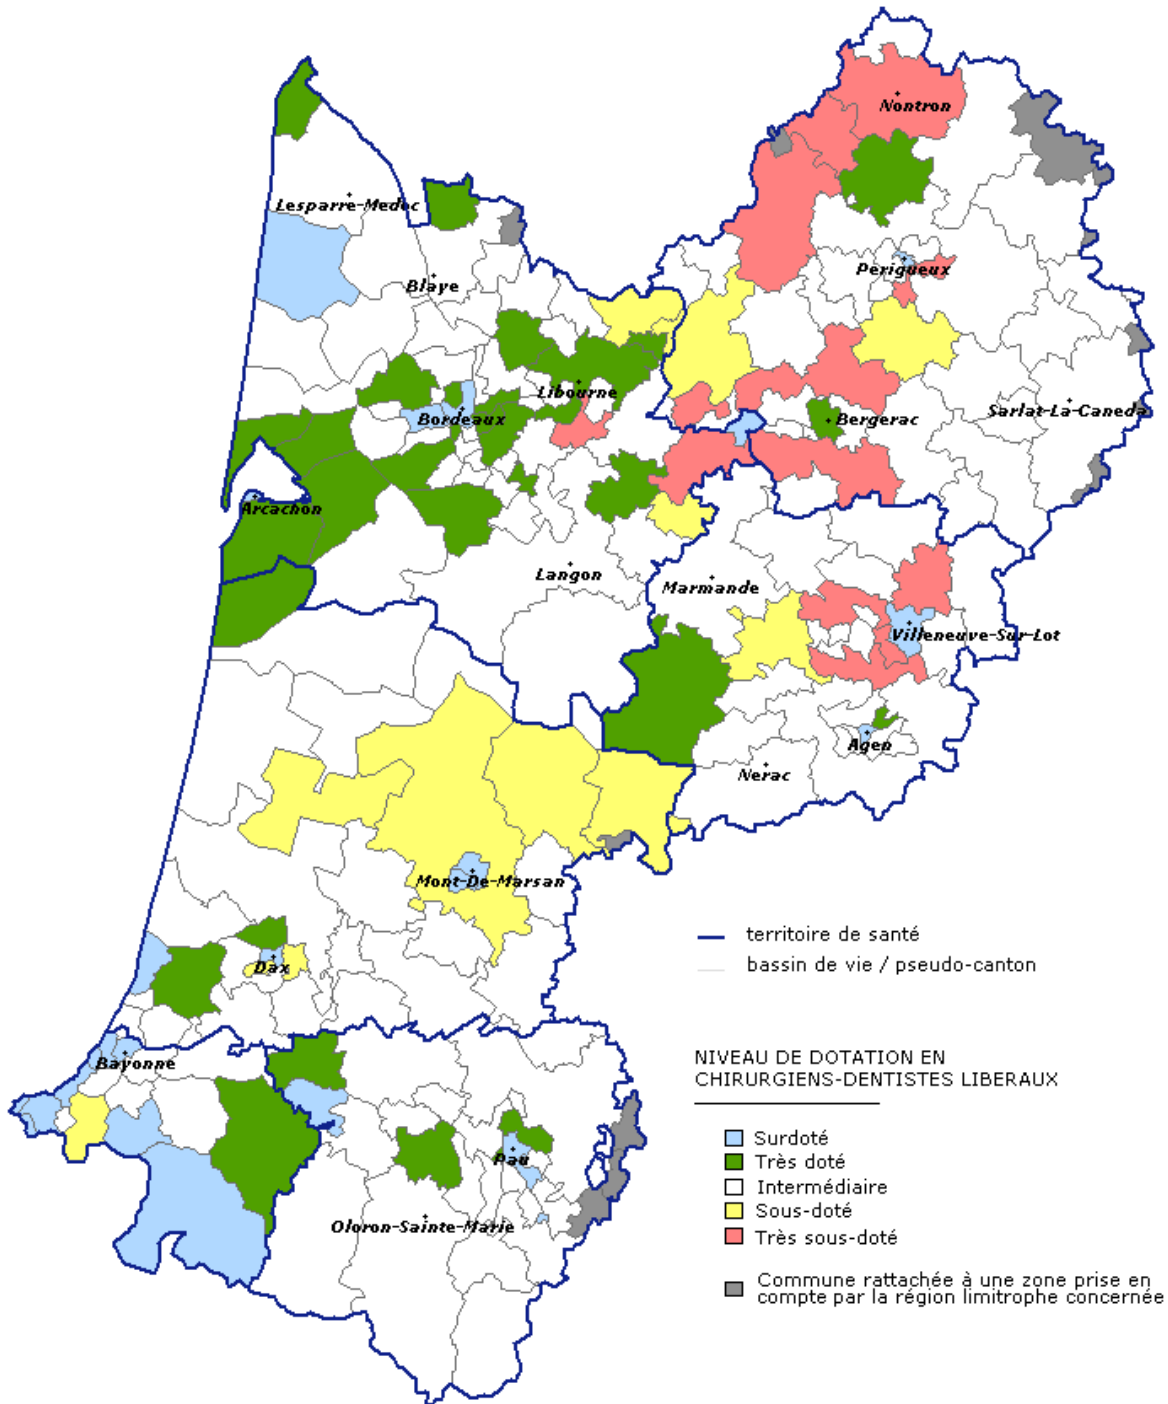 Nontron
Lesparre-Medoc
Perigueux
Blaye
Libourne
Sarlat-La-Caneda
Bordeaux
Bergerac
Arcachon
Langon
Marmande
Villeneuve-Sur-Lot
Agen
Nerac
Mont-De-Marsan
Dax
Bayonne
Pau
Oloron-Sainte-Marie
territoire de santé
bassin de vie / pseudo-canton
NIVEAU DE DOTATION EN
CHIRURGIENS-DENTISTES LIBERAUX
Surdoté
Très doté
Intermédiaire
Sous-doté
Très sous-doté
Commune rattachée à une zone prise en
compte par la région limitrophe concernée